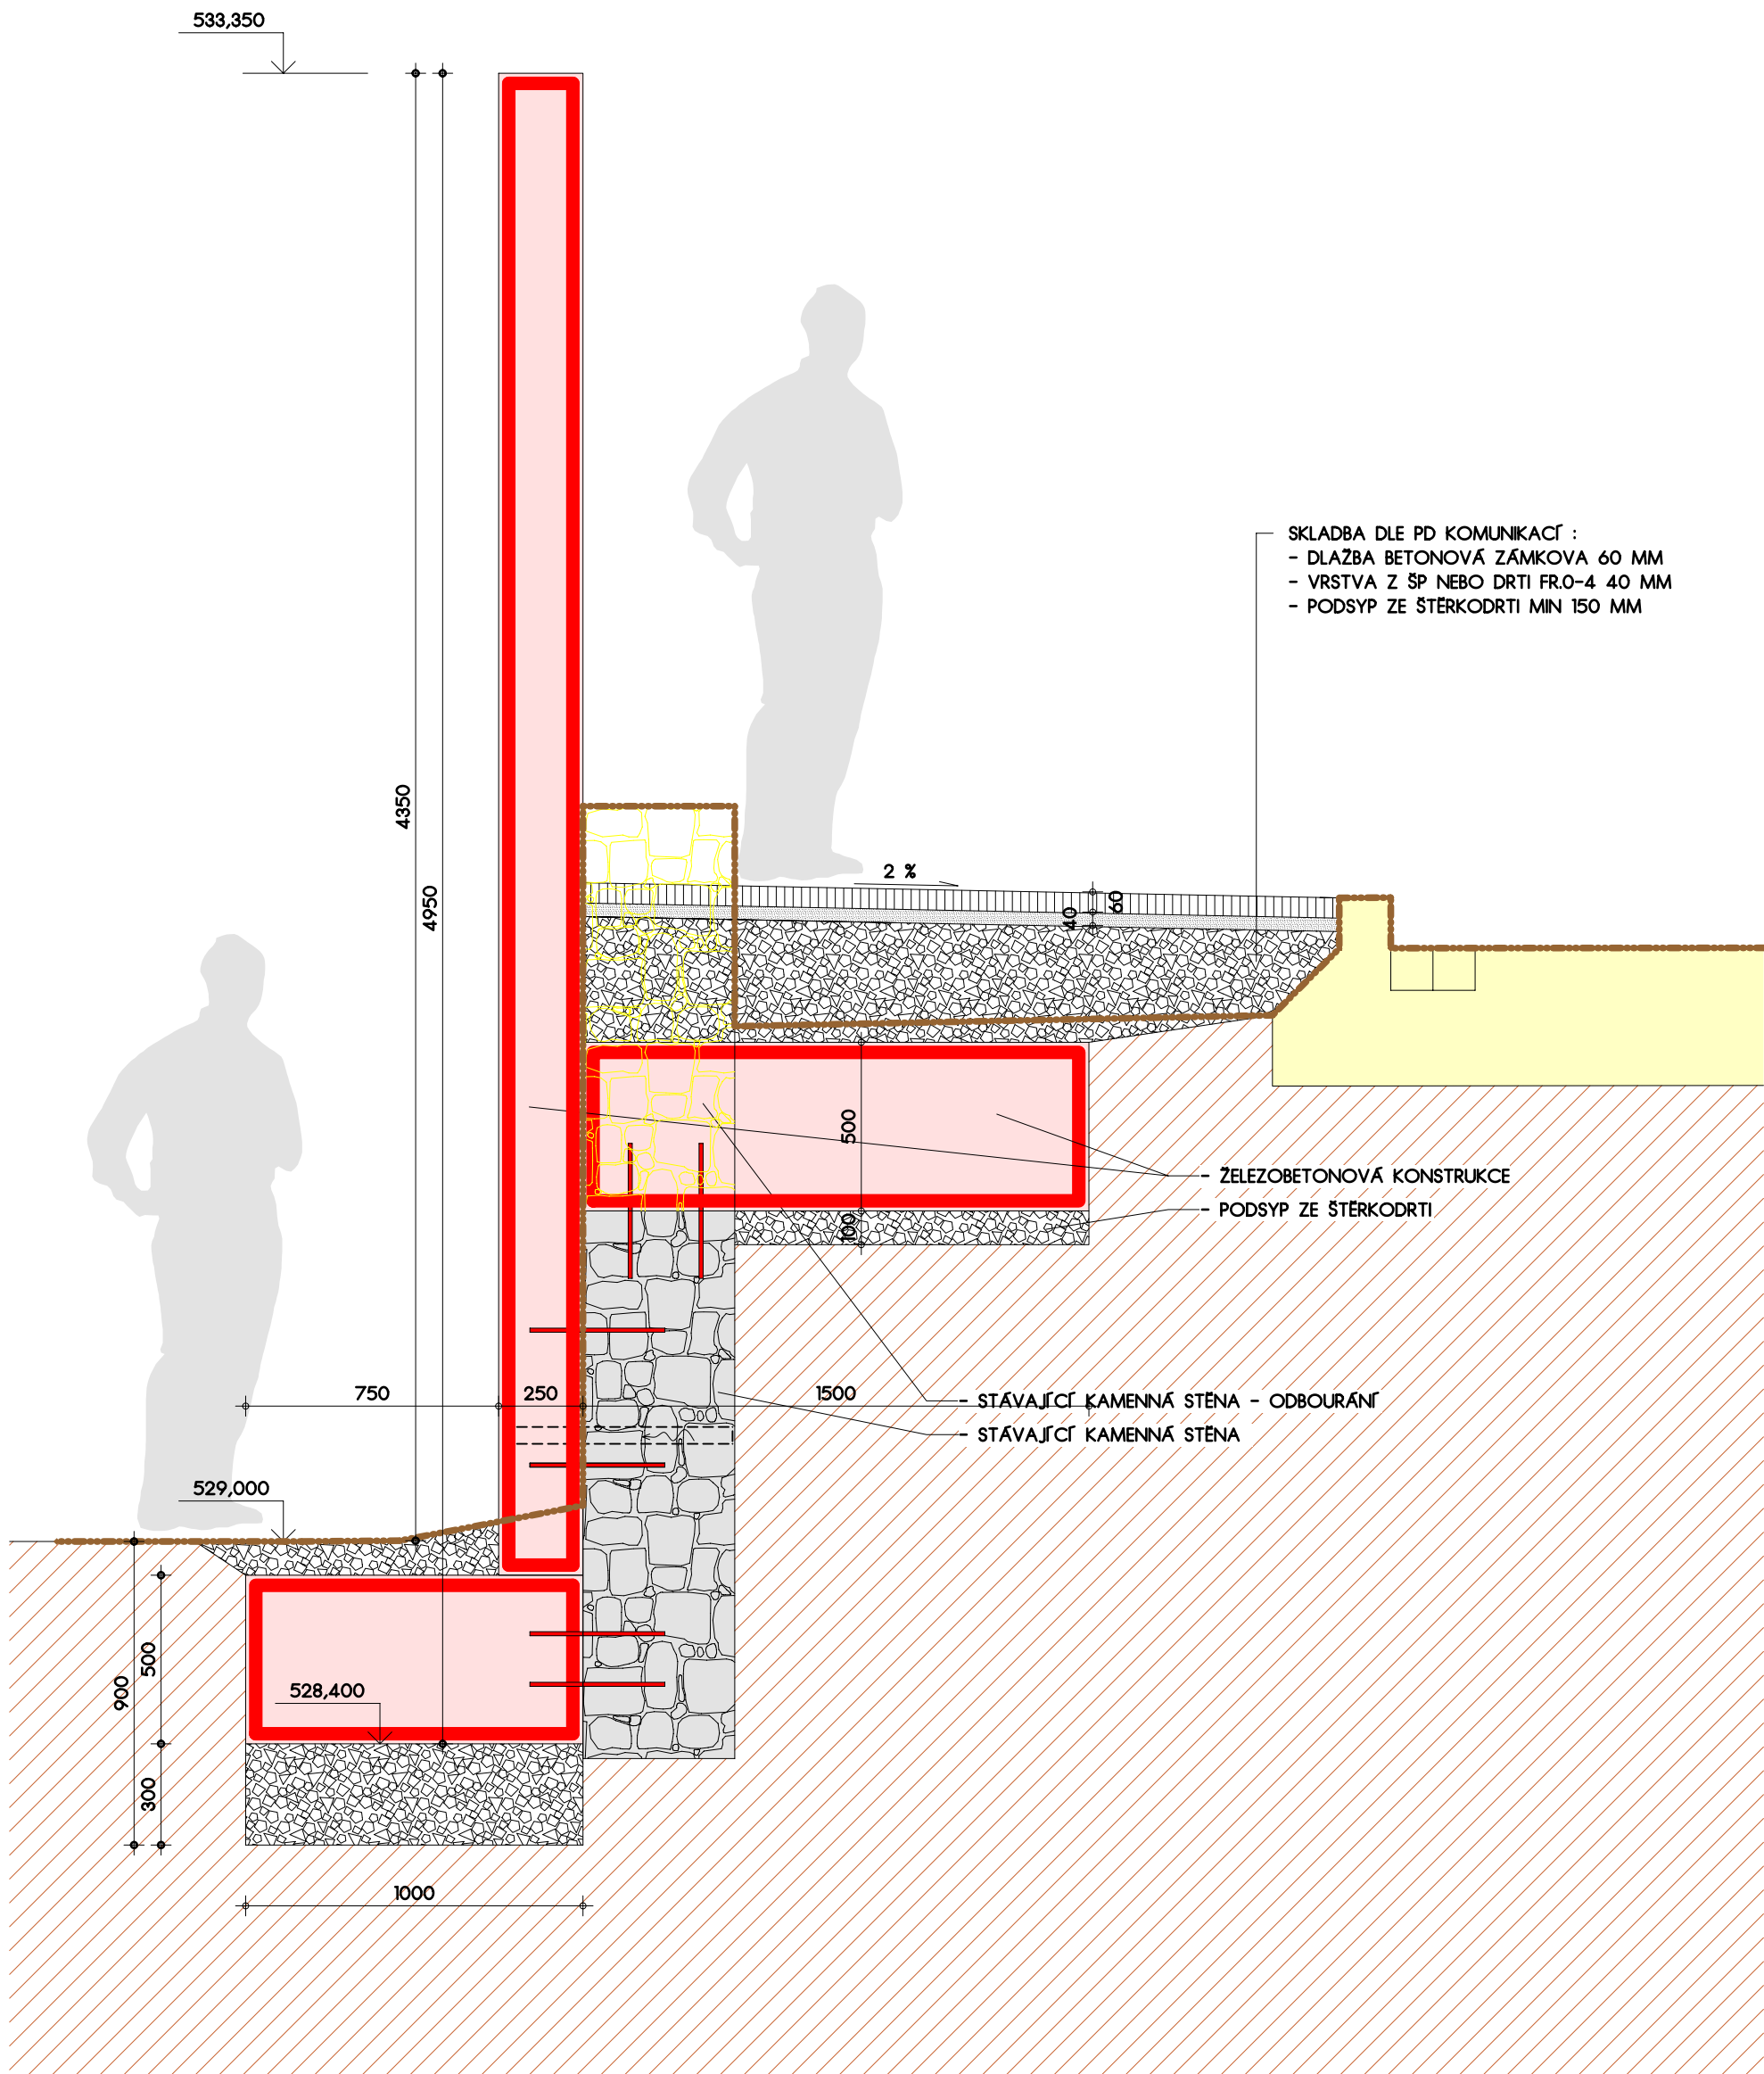 533,350
SKLADBA DLE PD KOMUNIKACÍ :
- DLAŽBA BETONOVÁ ZÁMKOVA 60 MM
- VRSTVA Z ŠP NEBO DRTI FR.0-4 40 MM
- PODSYP ZE ŠTĚRKODRTI MIN 150 MM
4350
4950
2 %
40
60
500
100
- ŽELEZOBETONOVÁ KONSTRUKCE
- PODSYP ZE ŠTĚRKODRTI
750
250
1500
- STÁVAJÍCÍ KAMENNÁ STĚNA - ODBOURÁNÍ
- STÁVAJÍCÍ KAMENNÁ STĚNA
529,000
900
500
528,400
300
1000